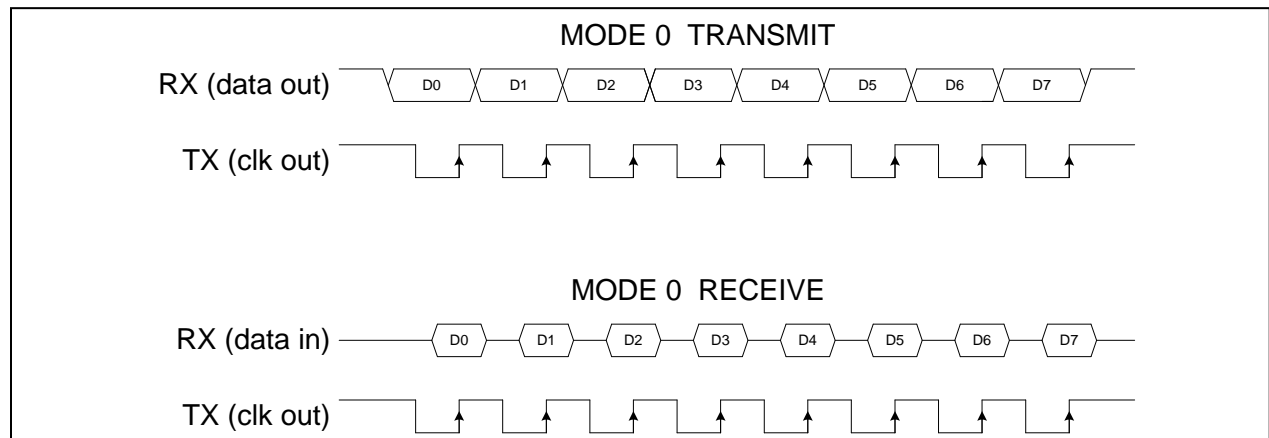 MODE 0 TRANSMIT
RX (data out) D0 D1 D2 D3 D4 D5 D6 D7
TX (clk out)
MODE 0 RECEIVE
RX (data in) D0 D1 D2 D3 D4 D5 D6 D7
TX (clk out)